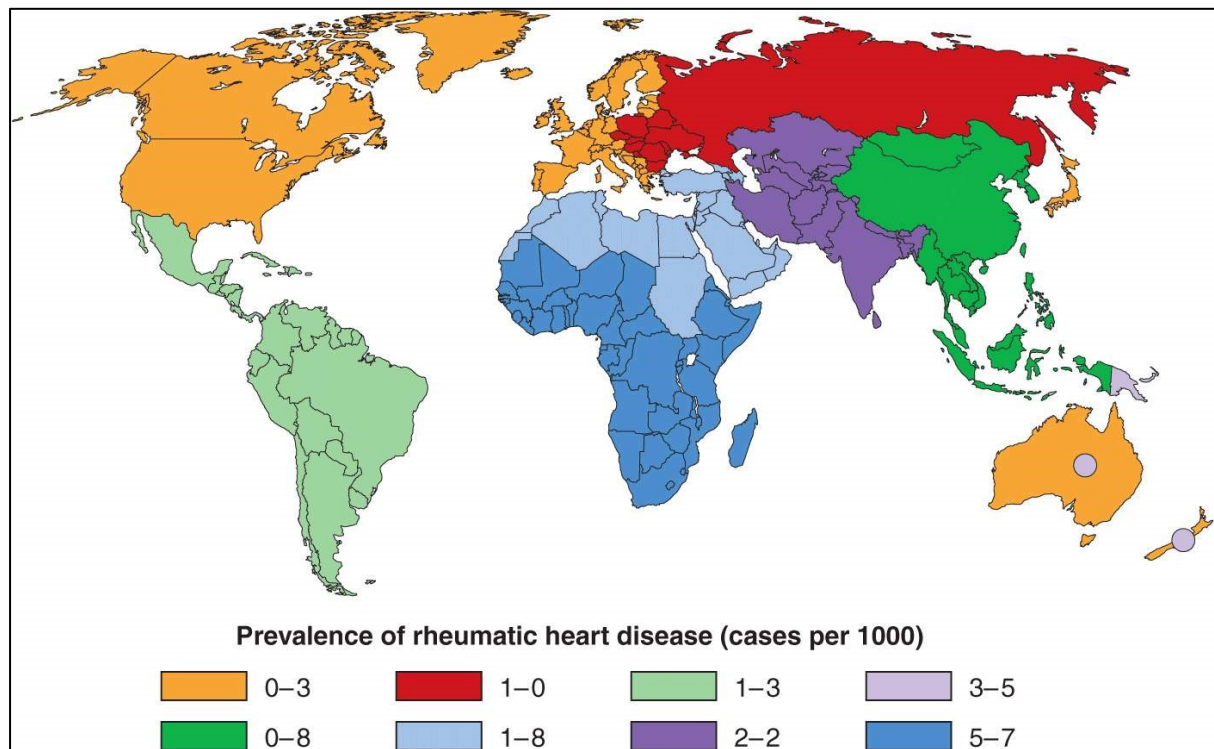 Prevalence of rheumatic heart disease (cases per 1000)
0–3 1–0 1–3 3–5
0–8 1–8 2–2 5–7